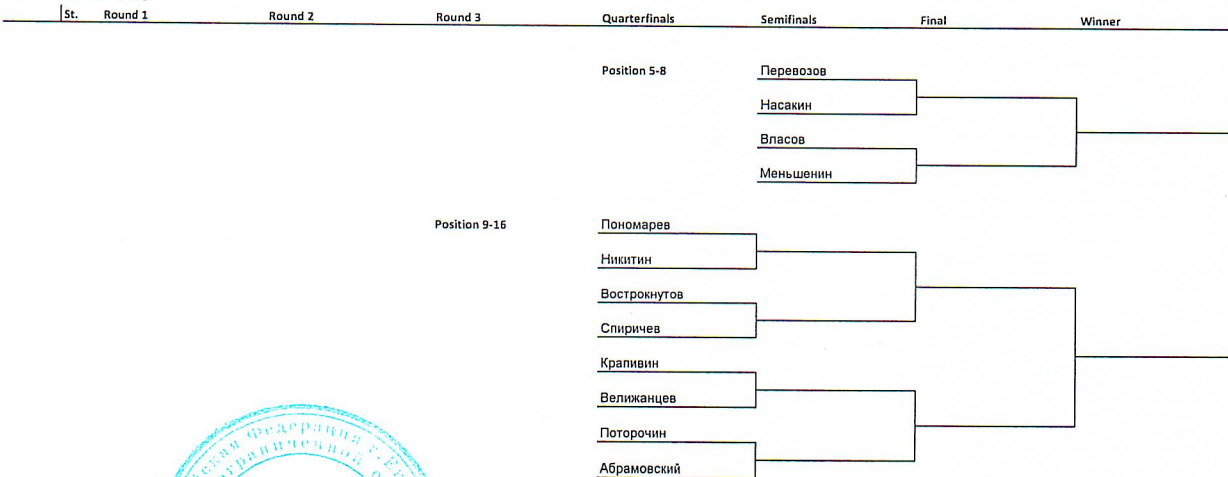 St. Round 1 Round 2 Round 3 Quarterfinals Semifinals Final Winner
Position 5-8 Перевозов
Насакин
Власов
Меньшенин
Position 9-16 Пономарев
Никитин
Вострокнутов
Спиричев
Крапивин
Велижанцев
Поторочин
Абрамовский